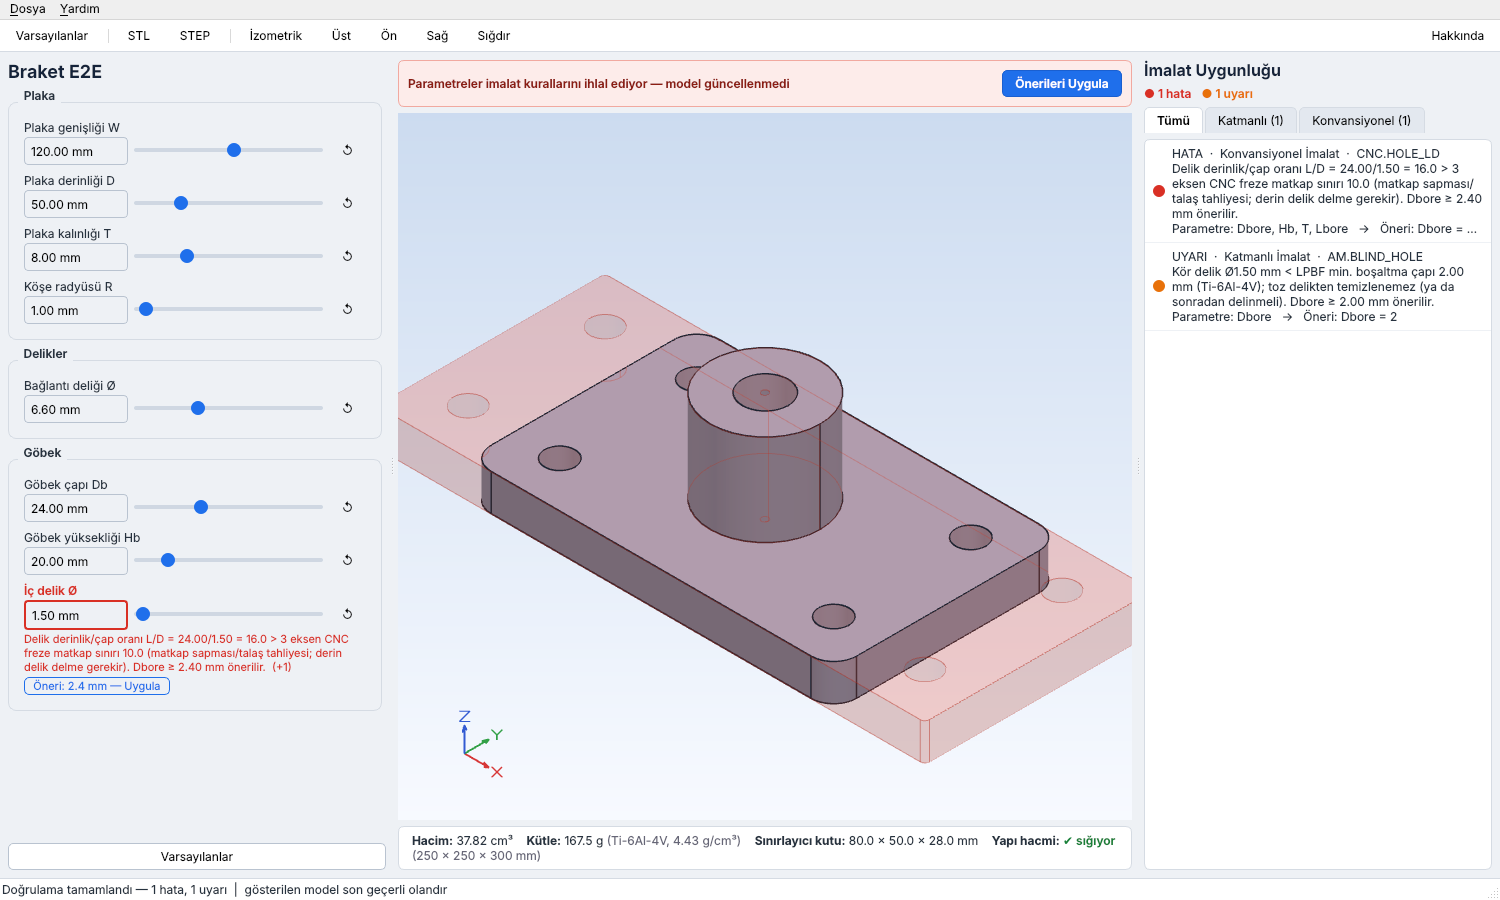 Dosya Yardım
Varsayılanlar STL STEP İzometrik Üst Ön Sağ Sığdır Hakkında
Braket E2E
Plaka
Plaka genişliği W
120.00 mm
Plaka derinliği D
50.00 mm
Plaka kalınlığı T
8.00 mm
Köşe radyüsü R
1.00 mm
Delikler
Bağlantı deliği Ø
6.60 mm
Göbek
Göbek çapı Db
24.00 mm
Göbek yüksekliği Hb
20.00 mm
İç delik Ø
1.50 mm
Delik derinlik/çap oranı L/D = 24.00/1.50 = 16.0 > 3 eksen CNC
freze matkap sınırı 10.0 (matkap sapması/talaş tahliyesi; derin
delik delme gerekir). Dbore ≥ 2.40 mm önerilir. (+1)
Öneri: 2.4 mm — Uygula
Varsayılanlar
Parametreler imalat kurallarını ihlal ediyor — model güncellenmedi
Önerileri Uygula
Z
Y
X
Hacim: 37.82 cm³ Kütle: 167.5 g (Ti-6Al-4V, 4.43 g/cm³) Sınırlayıcı kutu: 80.0 × 50.0 × 28.0 mm Yapı hacmi: ✔ sığıyor
(250 × 250 × 300 mm)
İmalat Uygunluğu
1 hata 1 uyarı
Tümü Katmanlı (1) Konvansiyonel (1)
HATA · Konvansiyonel İmalat · CNC.HOLE_LD
Delik derinlik/çap oranı L/D = 24.00/1.50 = 16.0 > 3
eksen CNC freze matkap sınırı 10.0 (matkap sapması/
talaş tahliyesi; derin delik delme gerekir). Dbore ≥ 2.40
mm önerilir.
Parametre: Dbore, Hb, T, Lbore → Öneri: Dbore = ...
UYARI · Katmanlı İmalat · AM.BLIND_HOLE
Kör delik Ø1.50 mm < LPBF min. boşaltma çapı 2.00
mm (Ti-6Al-4V); toz delikten temizlenemez (ya da
sonradan delinmeli). Dbore ≥ 2.00 mm önerilir.
Parametre: Dbore → Öneri: Dbore = 2
Doğrulama tamamlandı — 1 hata, 1 uyarı | gösterilen model son geçerli olandır